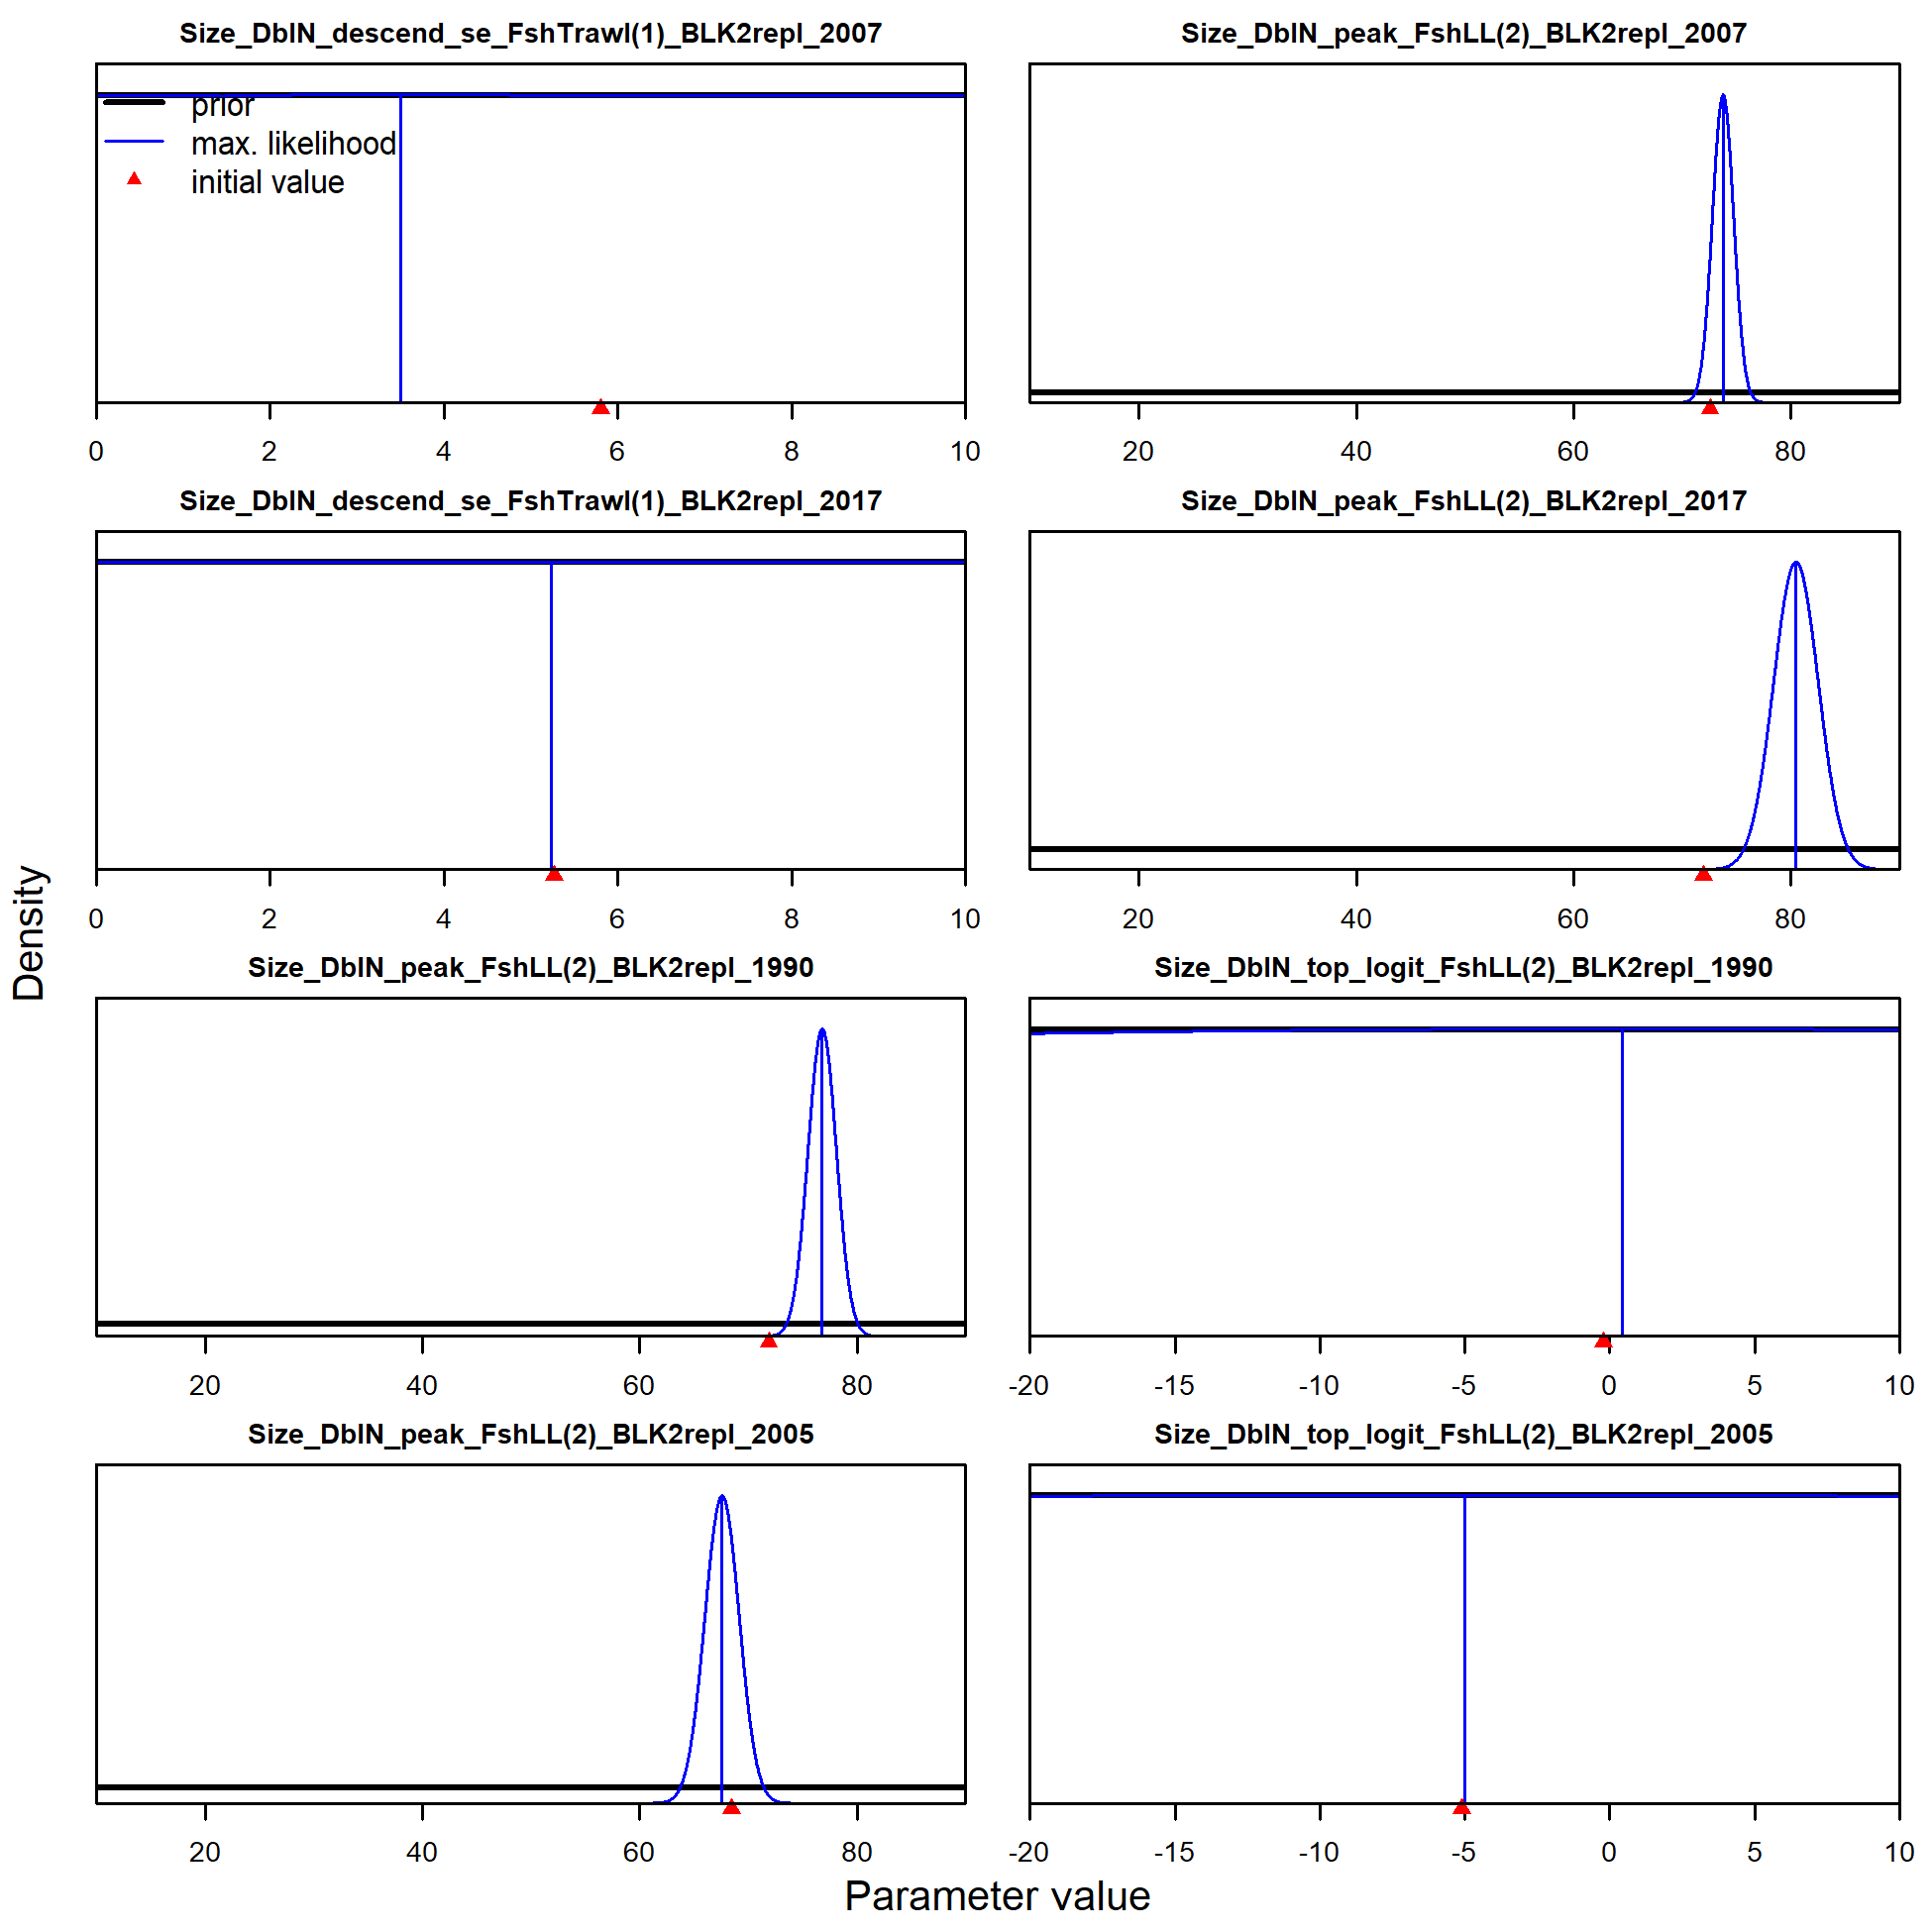 Size_DblN_descend_se_FshTrawl(1)_BLK2repl_2007
prior
max. likelihood
initial value
0 2 4 6 8 10
Size_DblN_peak_FshLL(2)_BLK2repl_2007
20 40 60 80
Size_DblN_descend_se_FshTrawl(1)_BLK2repl_2017
0 2 4 6 8 10
Size_DblN_peak_FshLL(2)_BLK2repl_2017
20 40 60 80
Density
Size_DblN_peak_FshLL(2)_BLK2repl_1990
20 40 60 80
Size_DblN_top_logit_FshLL(2)_BLK2repl_1990
-20 -15 -10 -5 0 5 10
Size_DblN_peak_FshLL(2)_BLK2repl_2005
20 40 60 80
Size_DblN_top_logit_FshLL(2)_BLK2repl_2005
-20 -15 -10 -5 0 5 10
Parameter value